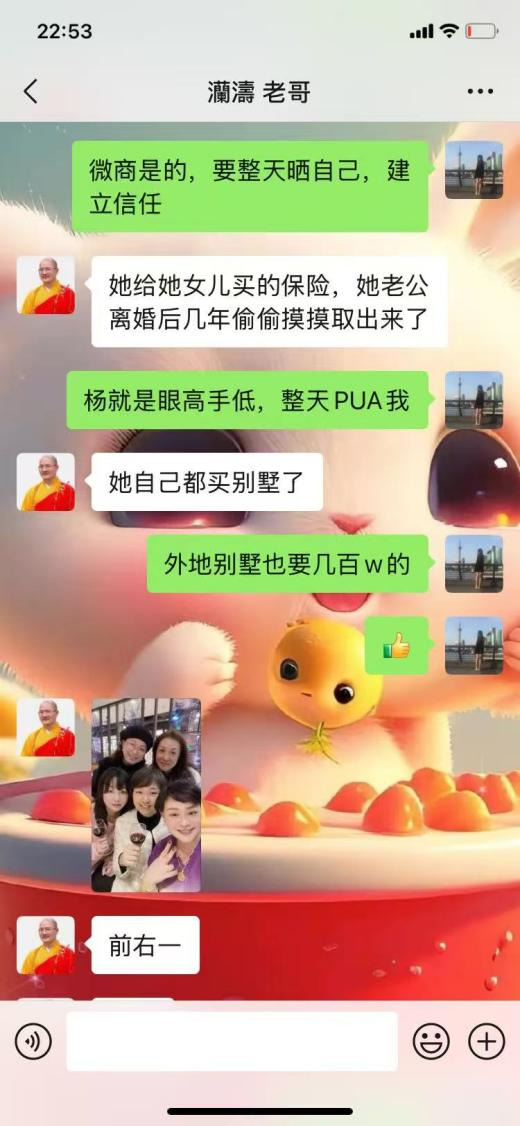 22:53
灡濤 老哥
微商是的，要整天晒自己，建
立信任
她给她女儿买的保险，她老公
离婚后几年偷偷摸摸取出来了
杨就是眼高手低，整天PUA我
她自己都买别墅了
外地别墅也要几百w的
前右一